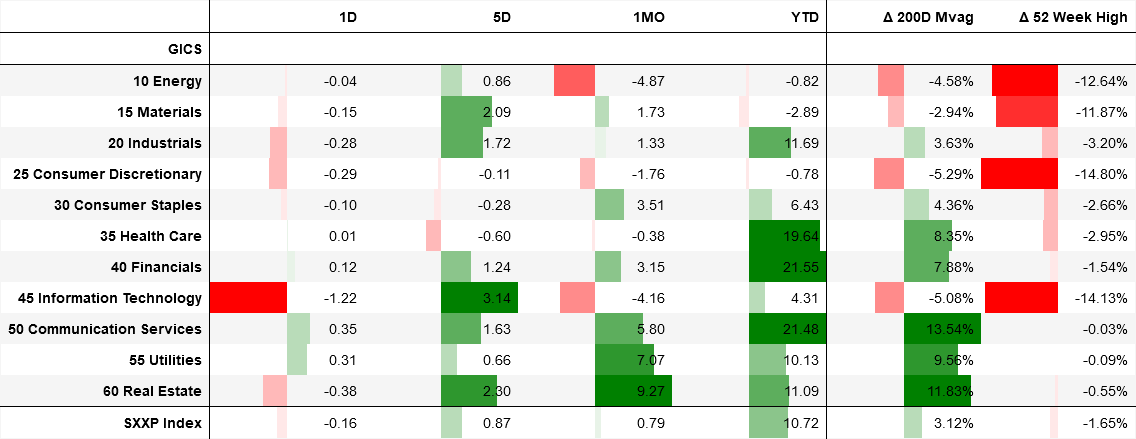 1D 5D 1MO YTD Δ 200D Mvag Δ 52 Week High
GICS
10 Energy -0.04 0.86 -4.87 -0.82 -4.58% -12.64%
15 Materials -0.15 2.09 1.73 -2.89 -2.94% -11.87%
20 Industrials -0.28 1.72 1.33 11.69 3.63% -3.20%
25 Consumer Discretionary -0.29 -0.11 -1.76 -0.78 -5.29% -14.80%
30 Consumer Staples -0.10 -0.28 3.51 6.43 4.36% -2.66%
35 Health Care 0.01 -0.60 -0.38 19.64 8.35% -2.95%
40 Financials 0.12 1.24 3.15 21.55 7.88% -1.54%
45 Information Technology -1.22 3.14 -4.16 4.31 -5.08% -14.13%
50 Communication Services 0.35 1.63 5.80 21.48 13.54% -0.03%
55 Utilities 0.31 0.66 7.07 10.13 9.56% -0.09%
60 Real Estate -0.38 2.30 9.27 11.09 11.83% -0.55%
SXXP Index -0.16 0.87 0.79 10.72 3.12% -1.65%